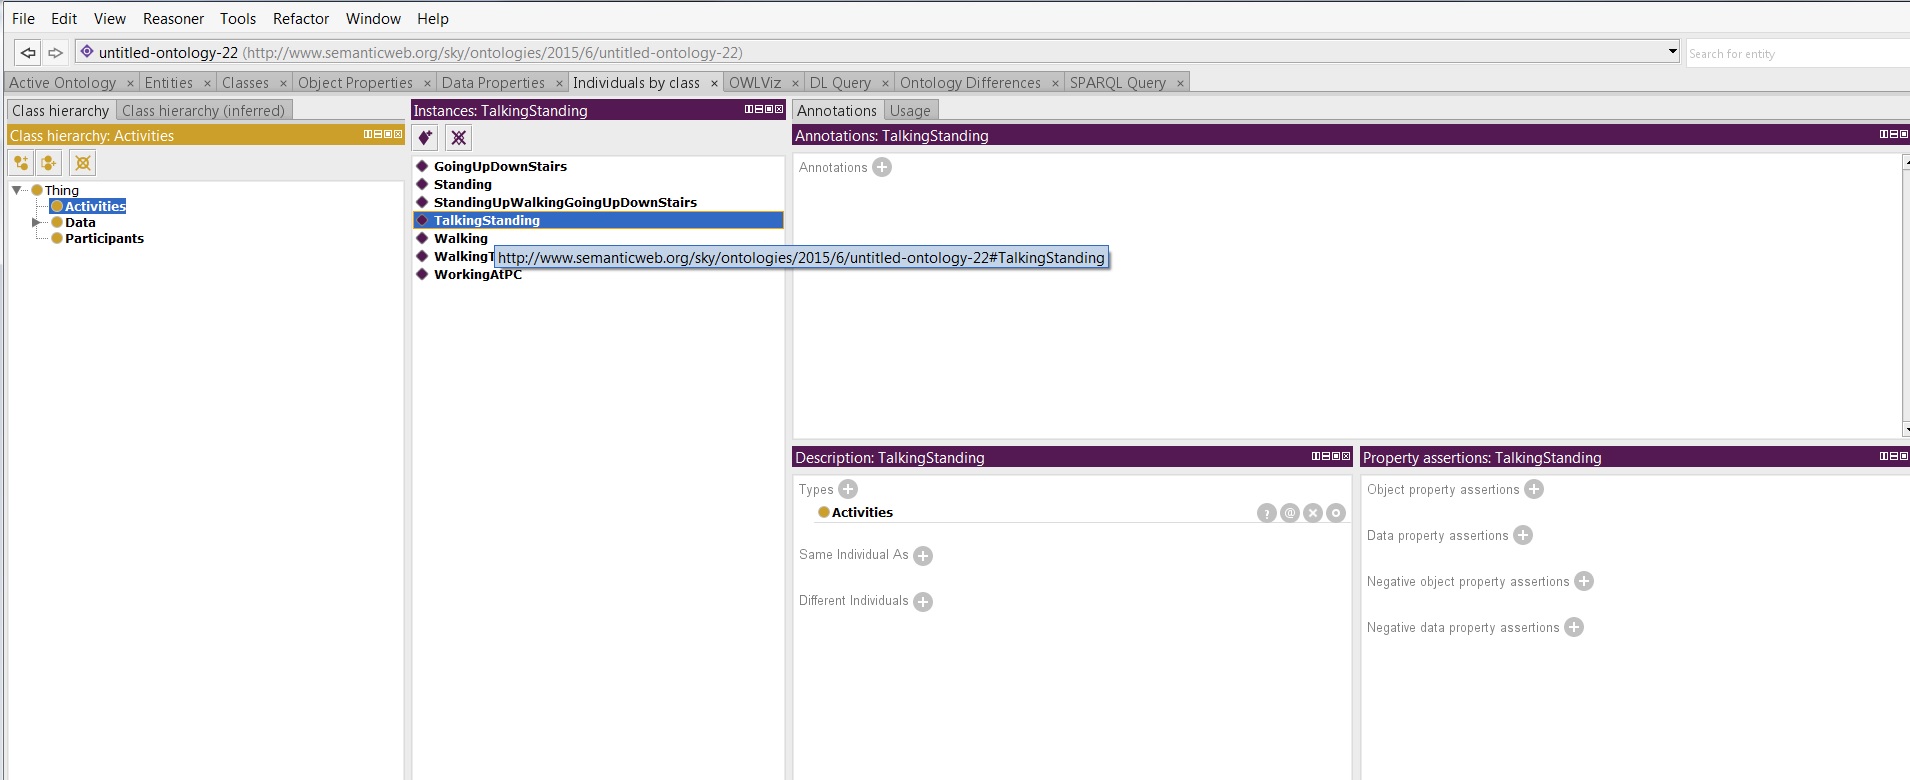 File Edit View Reasoner Tools Refactor Window Help
untitled-ontology-22 (http://www.semanticweb.org/sky/ontologies/2015/6/untitled-ontology-22)
Search for entity
Active Ontology × Entities × Classes × Object Properties × Data Properties × Individuals by class × OWLViz × DL Query × Ontology Differences × SPARQL Query ×
Class hierarchy Class hierarchy (inferred)
Class hierarchy: Activities
Thing
Activities
Data
Participants
Instances: TalkingStanding
GoingUpDownStairs
Standing
StandingUpWalkingGoingUpDownStairs
TalkingStanding
Walking
http://www.semanticweb.org/sky/ontologies/2015/6/untitled-ontology-22#TalkingStanding
WorkingAtPC
Annotations Usage
Annotations: TalkingStanding
Annotations
Description: TalkingStanding
Types
Activities
Same Individual As
Different Individuals
Property assertions: TalkingStanding
Object property assertions
Data property assertions
Negative object property assertions
Negative data property assertions